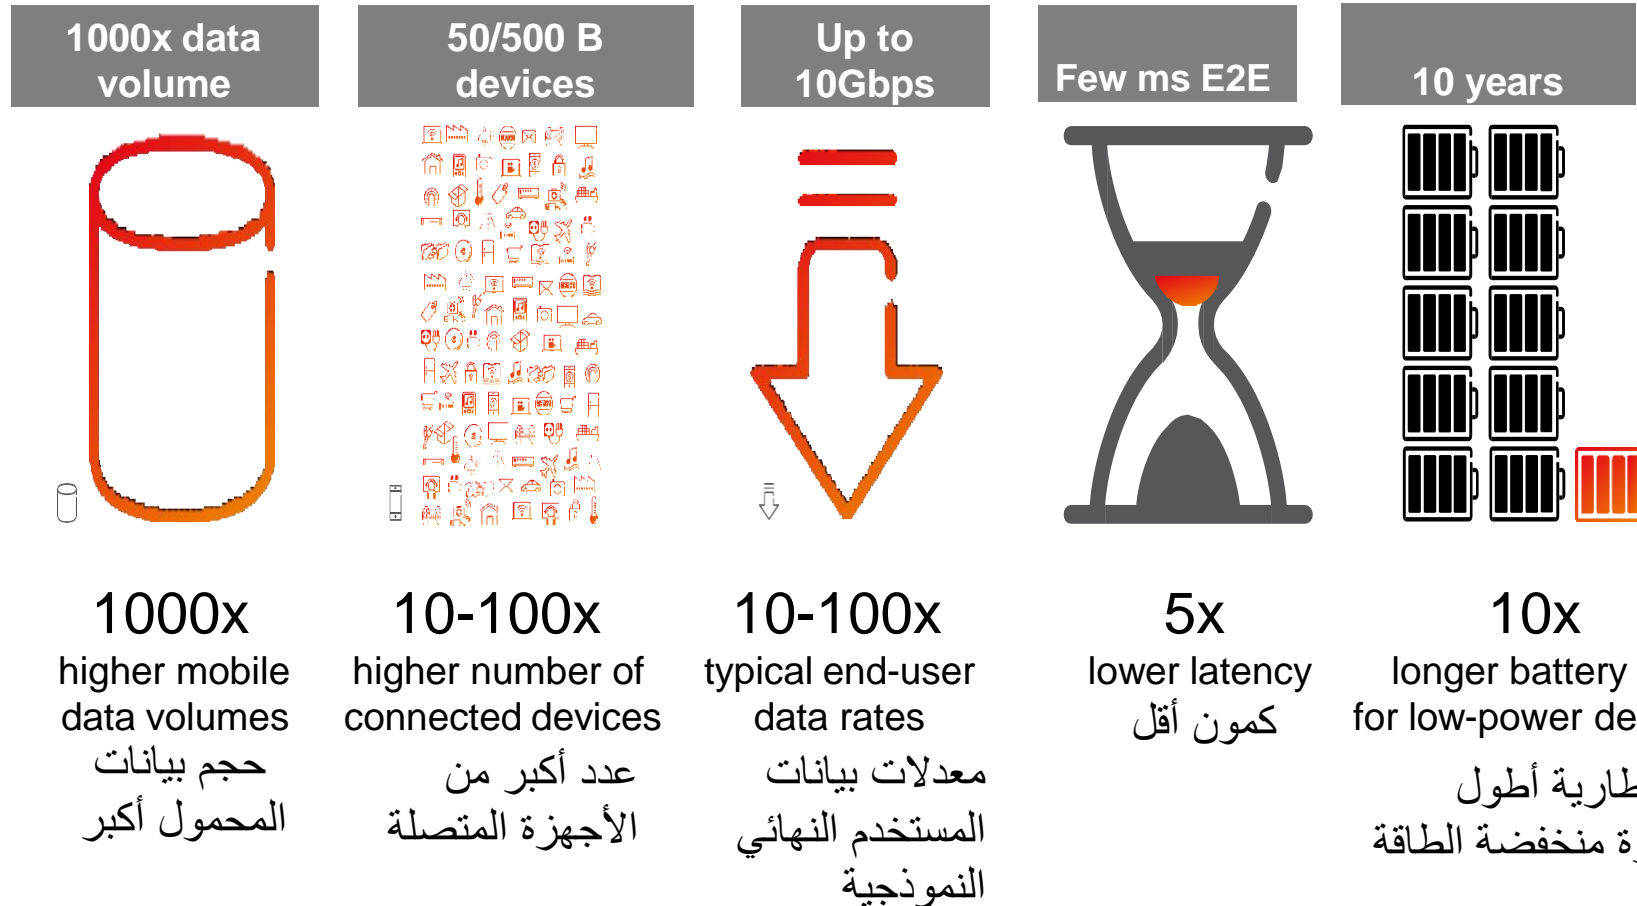 1000x data
volume
50/500 B
devices
Up to
10Gbps
Few ms E2E
10 years
1000x
higher mobile
data volumes
حجم بيانات
المحمول أكبر
10-100x
higher number of
connected devices
عدد أكبر من
الأجهزة المتصلة
10-100x
typical end-user
data rates
معدلات بيانات
المستخدم النهائي
النموذجية
5x
lower latency
كمون أقل
10x
longer battery
for low-power
أطول
منخفضة الطاقة